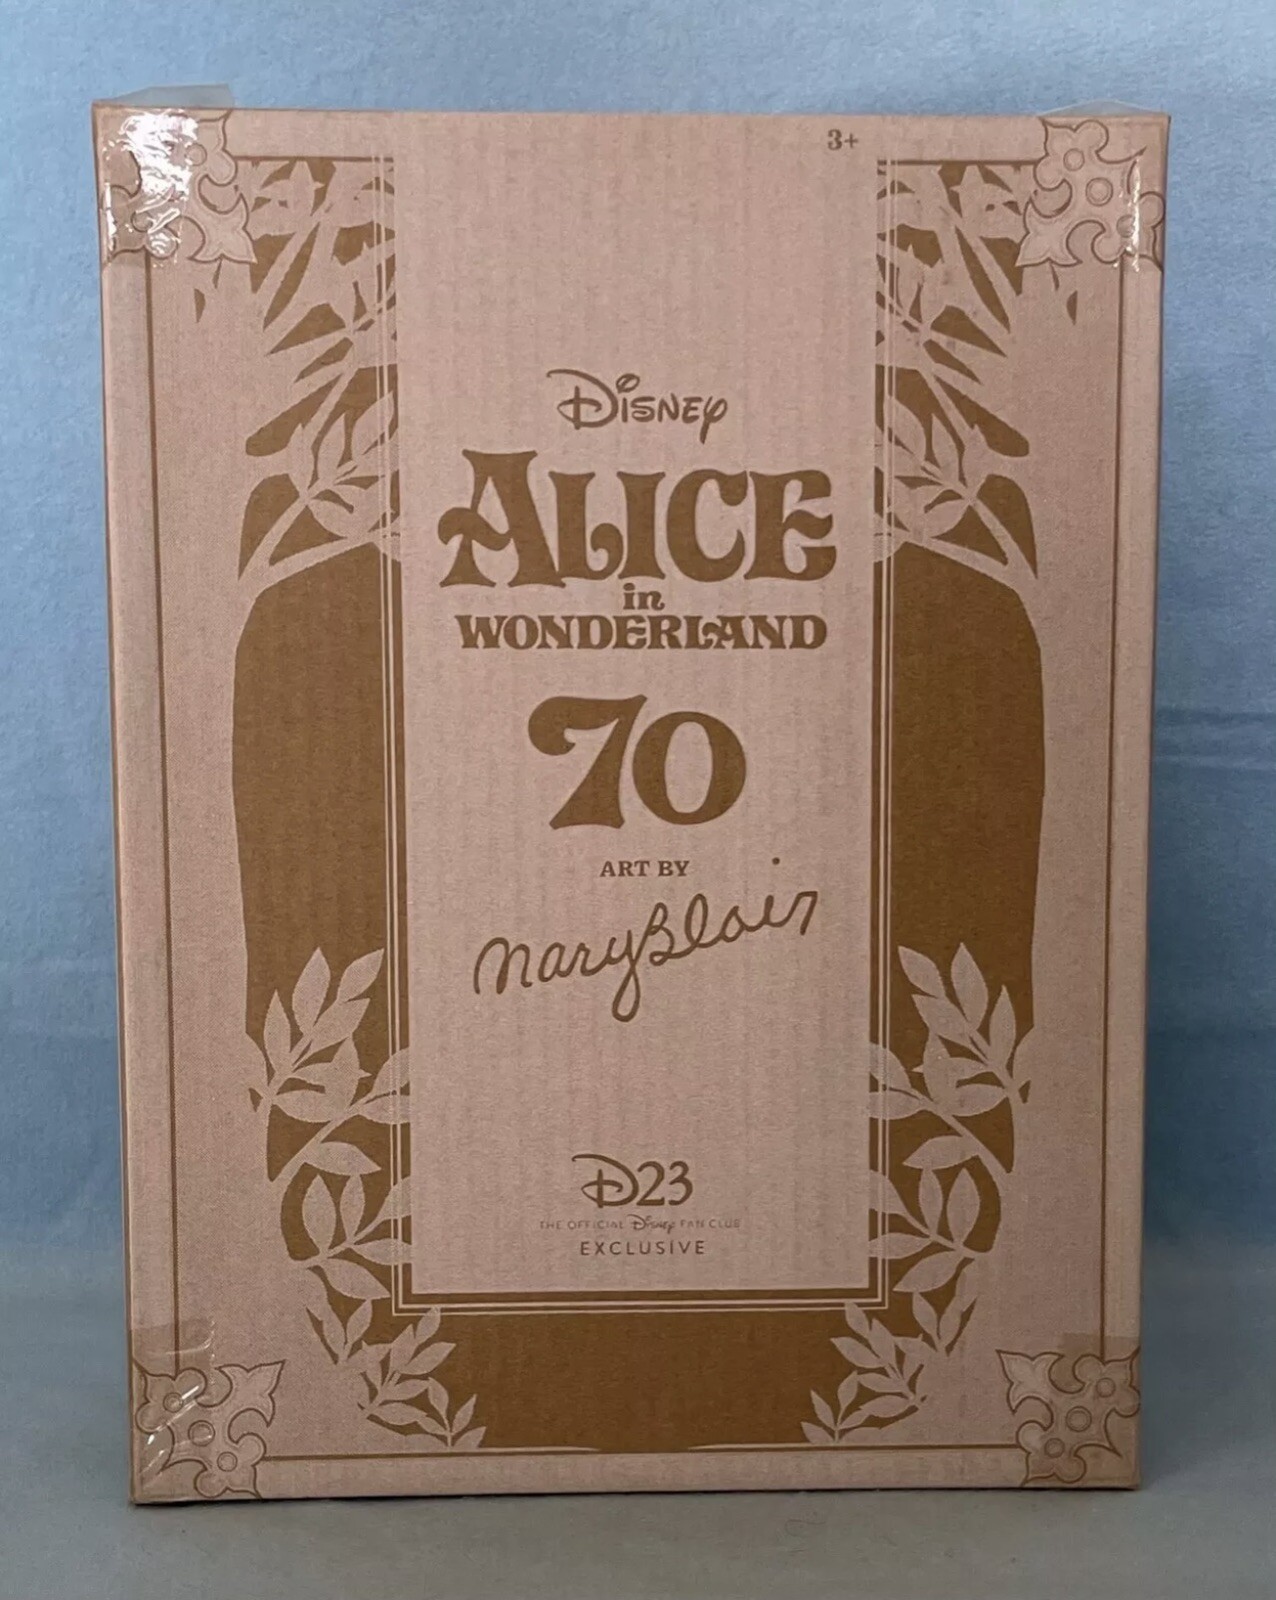 3+
Disney
ALICE
in
WONDERLAND
70
ART BY
Mary Blair
D23
THE OFFICIAL Disney FAN CLUB
EXCLUSIVE